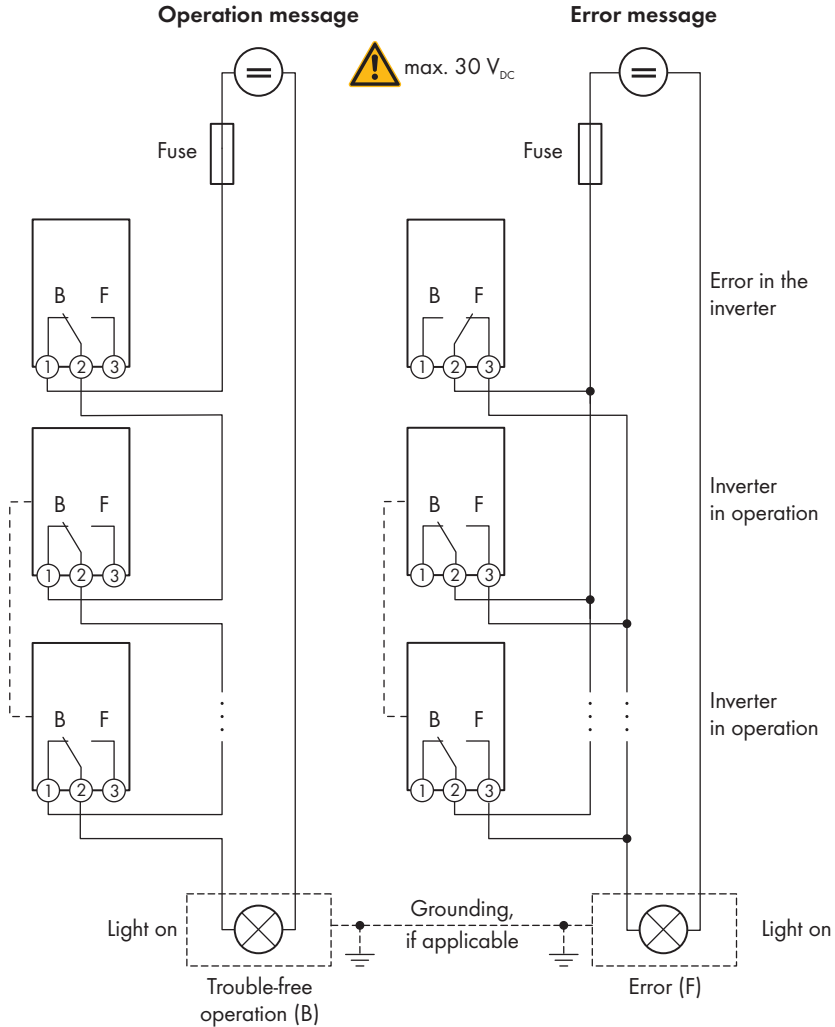 Operation message
Error message
max. 30 V_DC
Fuse
Fuse
B F
1 2 3
B F
1 2 3
Error in the
inverter
B F
1 2 3
B F
1 2 3
Inverter
in operation
B F
1 2 3
B F
1 2 3
Inverter
in operation
Light on
Grounding,
if applicable
Light on
Trouble-free
operation (B)
Error (F)